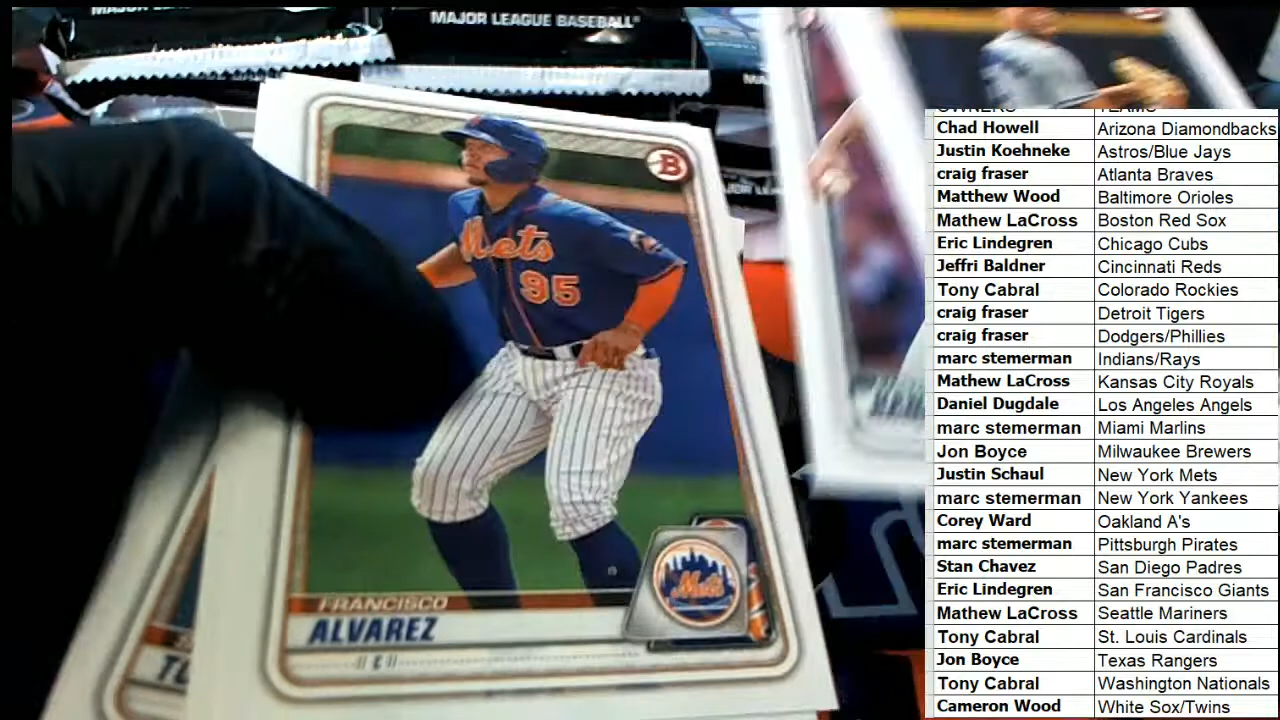 MAJOR LEAGUE BASEBALL
B
Mets
95
Mets
FRANCISCO
ALVAREZ
C
OWNERS TEAMS
Chad Howell Arizona Diamondbacks
Justin Koehneke Astros/Blue Jays
craig fraser Atlanta Braves
Matthew Wood Baltimore Orioles
Mathew LaCross Boston Red Sox
Eric Lindegren Chicago Cubs
Jeffri Baldner Cincinnati Reds
Tony Cabral Colorado Rockies
craig fraser Detroit Tigers
craig fraser Dodgers/Phillies
marc stemerman Indians/Rays
Mathew LaCross Kansas City Royals
Daniel Dugdale Los Angeles Angels
marc stemerman Miami Marlins
Jon Boyce Milwaukee Brewers
Justin Schaul New York Mets
marc stemerman New York Yankees
Corey Ward Oakland A's
marc stemerman Pittsburgh Pirates
Stan Chavez San Diego Padres
Eric Lindegren San Francisco Giants
Mathew LaCross Seattle Mariners
Tony Cabral St. Louis Cardinals
Jon Boyce Texas Rangers
Tony Cabral Washington Nationals
Cameron Wood White Sox/Twins